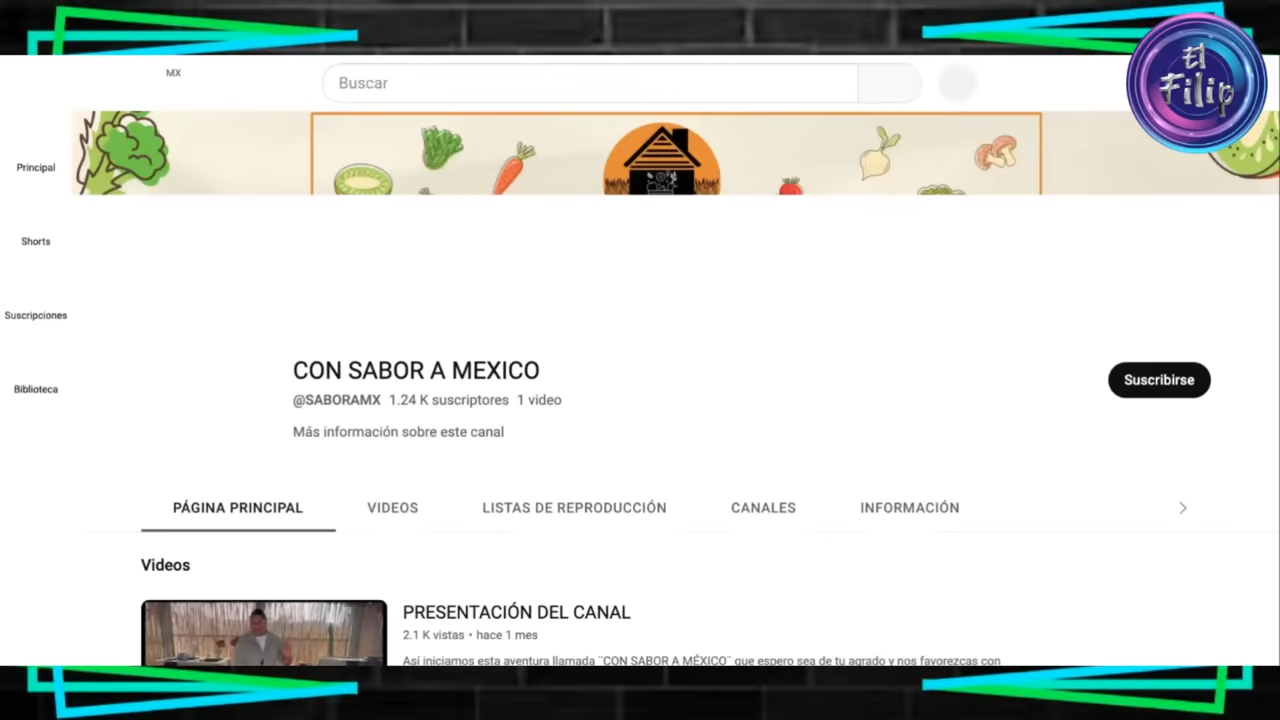 El
Filip
MX
Buscar
Principal
Shorts
Suscripciones
Biblioteca
CON SABOR A MEXICO
@SABORAMX 1.24 K suscriptores 1 video
Más información sobre este canal
Suscribirse
PÁGINA PRINCIPAL VIDEOS LISTAS DE REPRODUCCIÓN CANALES INFORMACIÓN
Videos
PRESENTACIÓN DEL CANAL
2.1 K vistas • hace 1 mes
Así iniciamos esta aventura llamada ¨CON SABOR A MÉXICO¨ que espero sea de tu agrado y nos favorezcas con